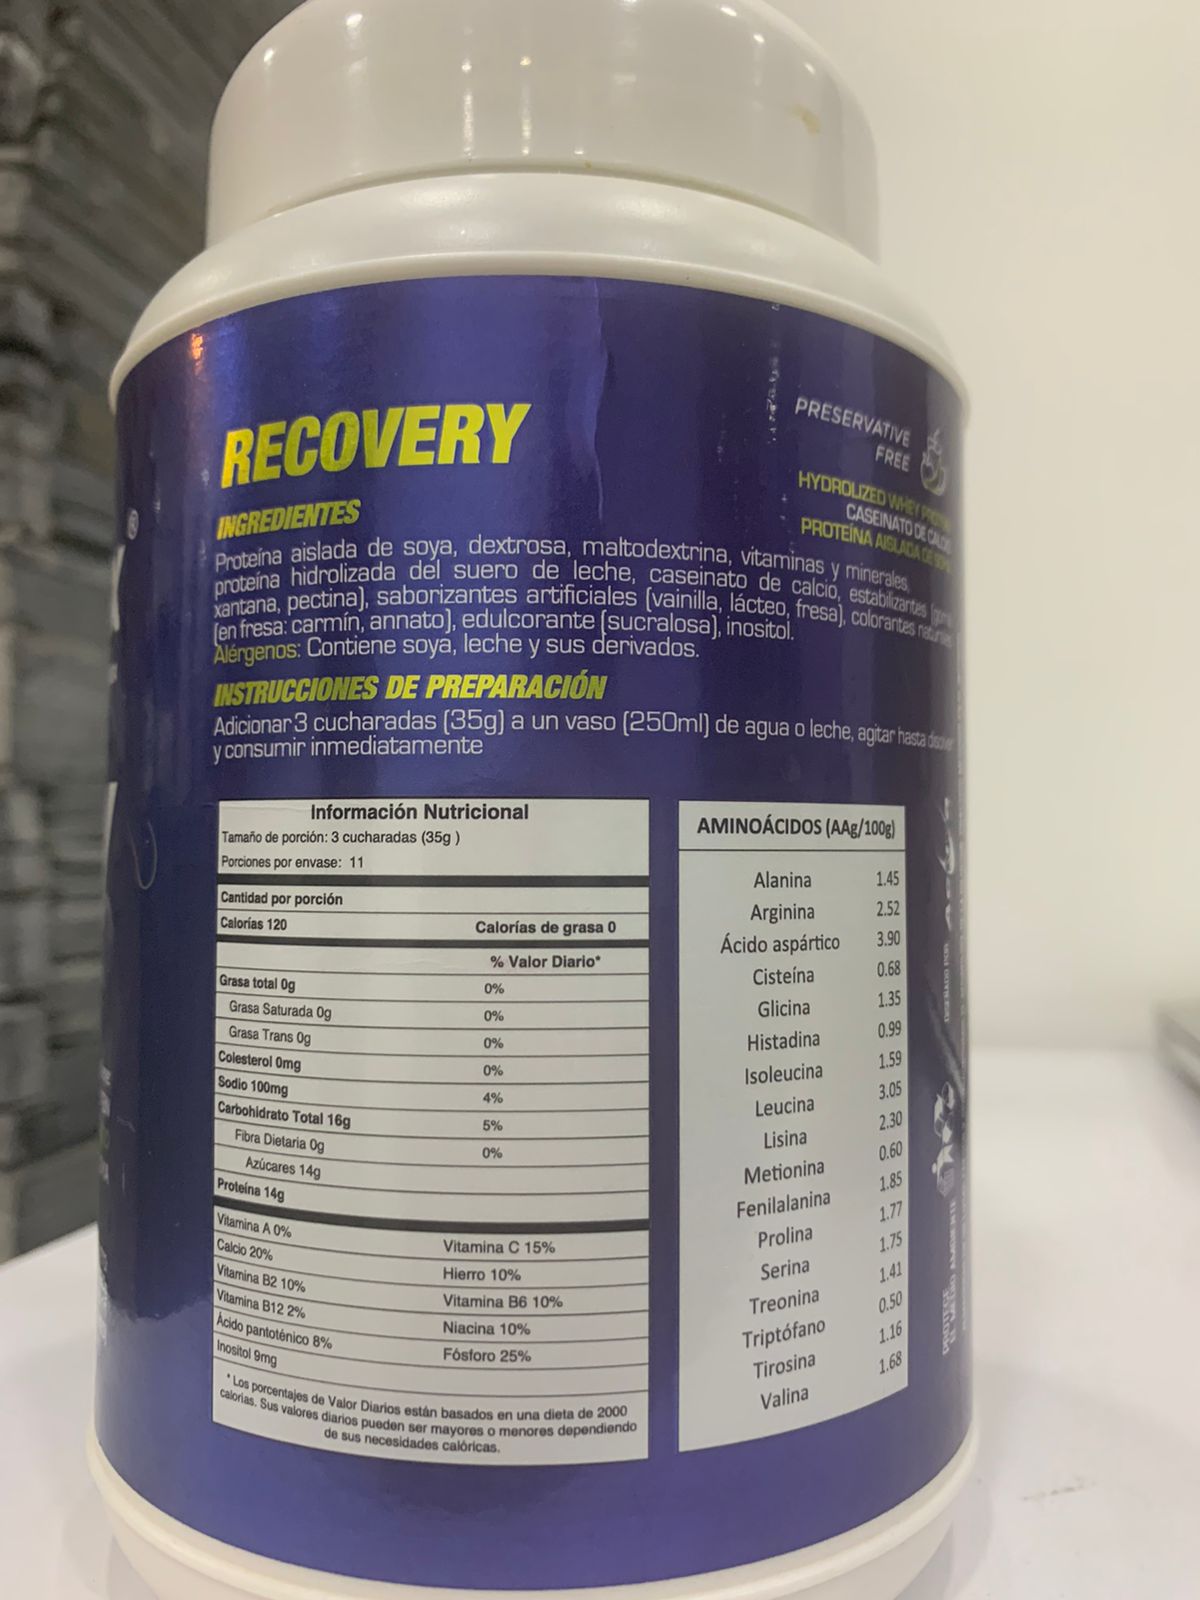 RECOVERY
PRESERVATIVE
FREE
HYDROLIZED WHEY
CASEINATO DE
PROTEÍNA AISLADA DE
INGREDIENTES
Proteína aislada de soya, dextrosa, maltodextrina, vitaminas y minerales,
proteína hidrolizada del suero de leche, caseinato de calcio, estabilizantes
xantana, pectina), saborizantes artificiales (vainilla, lácteo, fresa), colorantes naturales
(en fresa: carmín, annato), edulcorante (sucralosa), inositol.
Alérgenos: Contiene soya, leche y sus derivados.
INSTRUCCIONES DE PREPARACIÓN
Adicionar 3 cucharadas (35g) a un vaso (250ml) de agua o leche, agitar hasta disolver
y consumir inmediatamente
Información Nutricional
Tamaño de porción: 3 cucharadas (35g )
Porciones por envase: 11
Cantidad por porción
Calorías 120 Calorías de grasa 0
% Valor Diario*
Grasa total 0g 0%
Grasa Saturada 0g 0%
Grasa Trans 0g 0%
Colesterol 0mg 0%
Sodio 100mg 4%
Carbohidrato Total 16g 5%
Fibra Dietaria 0g 0%
Azúcares 14g
Proteína 14g
Vitamina A 0% Vitamina C 15%
Calcio 20% Hierro 10%
Vitamina B2 10% Vitamina B6 10%
Vitamina B12 2% Niacina 10%
Ácido pantoténico 8% Fósforo 25%
Inositol 9mg
* Los porcentajes de Valor Diarios están basados en una dieta de 2000
calorias. Sus valores diarios pueden ser mayores o menores dependiendo
de sus necesidades calóricas.
AMINOÁCIDOS (AAg/100g)
Alanina 1.45
Arginina 2.52
Ácido aspártico 3.90
Cisteína 0.68
Glicina 1.35
Histadina 0.99
Isoleucina 1.59
Leucina 3.05
Lisina 2.30
Metionina 0.60
Fenilalanina 1.85
Prolina 1.77
Serina 1.75
Treonina 1.41
Triptófano 0.50
Tirosina 1.16
Valina 1.68
DISEÑADO POR
PROTEGE
EL MEDIO AMBIENTE